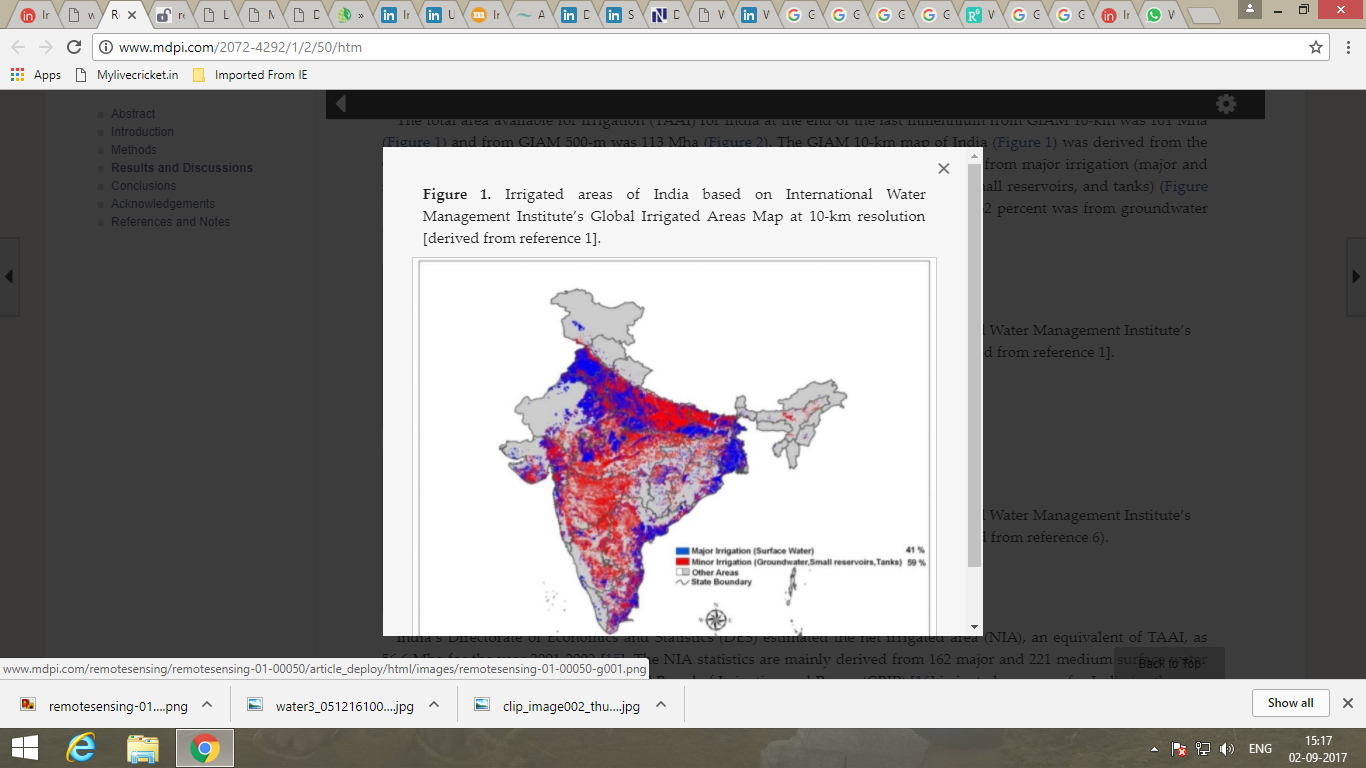 www.mdpi.com/2072-4292/1/2/50/htm
Apps Mylivecricket.in Imported From IE
Abstract
Introduction
Methods
Results and Discussions
Conclusions
Acknowledgements
References and Notes
The total area available for irrigation (TAAI) for India at the end of the last millennium from GIAM 10-km was 101 Mha
(Figure 1) and from GIAM 500-m was 113 Mha (Figure 2). The GIAM 10-km map of India (Figure 1) was derived from the
from major irrigation (major and
reservoirs, and tanks) (Figure
percent was from groundwater
Figure 1. Irrigated areas of India based on International Water
Management Institute's Global Irrigated Areas Map at 10-km resolution
[derived from reference 1].
Major Irrigation (Surface Water) 41 %
Minor Irrigation (Groundwater,Small reservoirs,Tanks) 59 %
Other Areas
State Boundary
Water Management Institute's
from reference 1].
Water Management Institute's
from reference 6).
India's Directorate of Economics and Statistics (DES) estimated the net irrigated area (NIA), an equivalent of TAAI, as
The NIA statistics are mainly derived from 162 major and 221 medium surface water
Back to Top
www.mdpi.com/remotesensing/remotesensing-01-00050/article_deploy/html/images/remotesensing-01-00050-g001.png
remotesensing-01....png water3_051216100....jpg clip_image002_thu....jpg Show all
ENG
15:17
02-09-2017